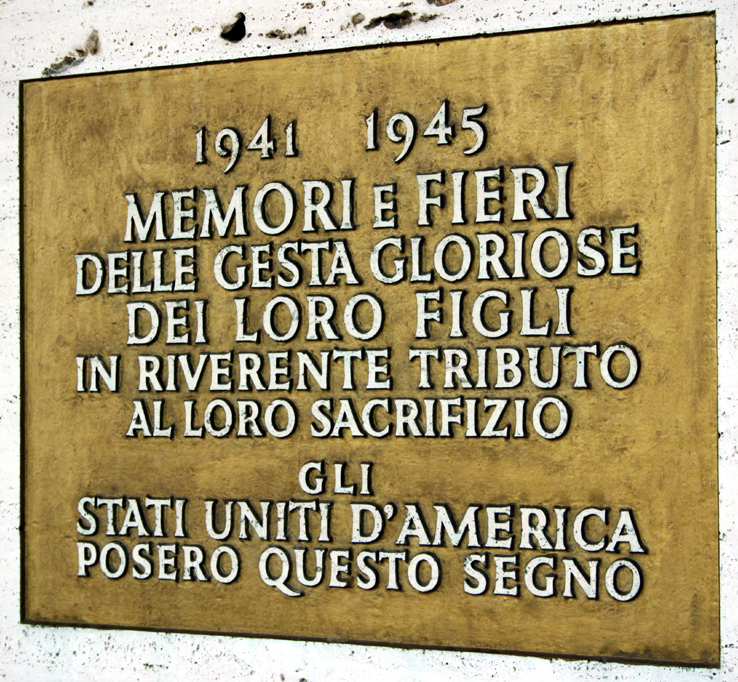 1941 1945
MEMORI E FIERI
DELLE GESTA GLORIOSE
DEI LORO FIGLI
IN RIVERENTE TRIBUTO
AL LORO SACRIFIZIO
GLI
STATI UNITI D'AMERICA
POSERO QUESTO SEGNO